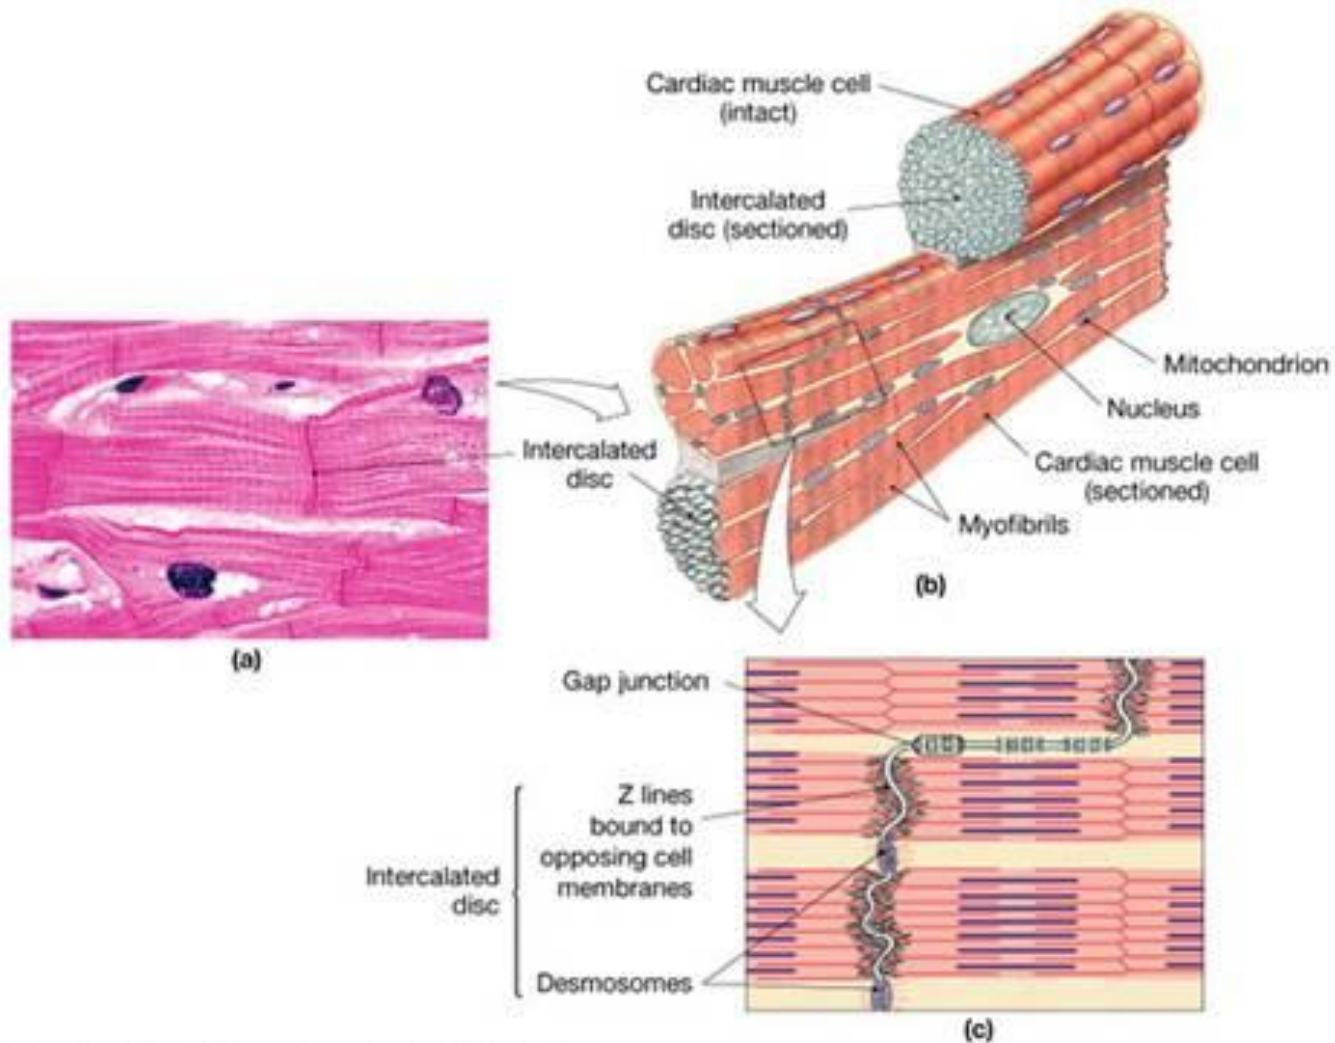 Cardiac muscle cell
(intact)
Intercalated
disc (sectioned)
Mitochondrion
Nucleus
Intercalated
disc
Cardiac muscle cell
(sectioned)
Myofibrils
(b)
(a)
Gap junction
Z lines
bound to
opposing cell
membranes
Intercalated
disc
Desmosomes
(c)